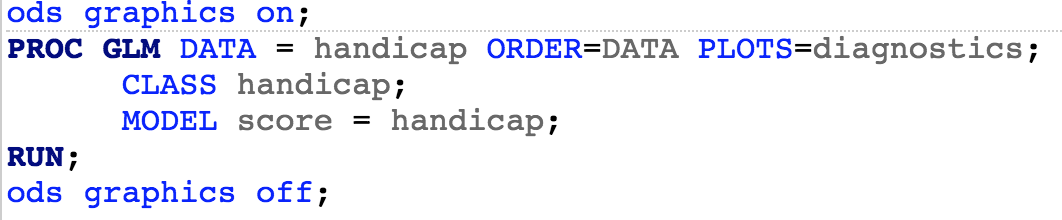 ods graphics on;
PROC GLM DATA = handicap ORDER=DATA PLOTS=diagnostics;
CLASS handicap;
MODEL score = handicap;
RUN;
ods graphics off;